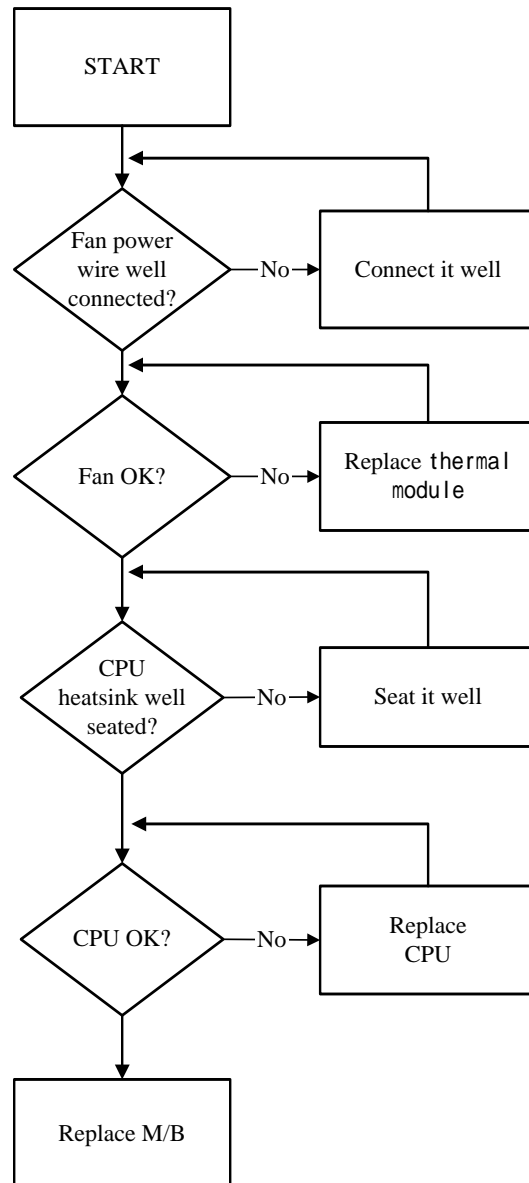 START
Fan power
wire well
connected?
No
Connect it well
Fan OK?
No
Replace thermal
module
CPU
heatsink well
seated?
No
Seat it well
CPU OK?
No
Replace
CPU
Replace M/B